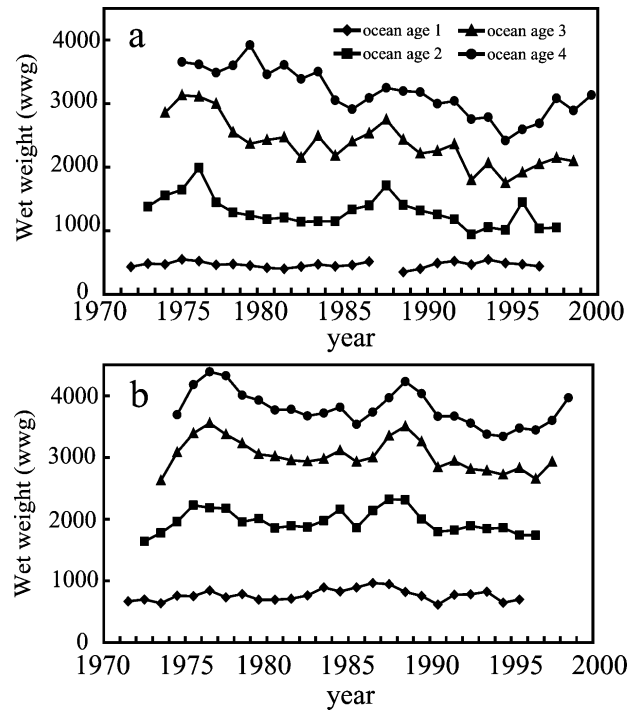 a
ocean age 1
ocean age 3
ocean age 2
ocean age 4
Wet weight (wwg)
4000
3000
2000
1000
0
1970 1975 1980 1985 1990 1995 2000
year
b
Wet weight (wwg)
4000
3000
2000
1000
0
1970 1975 1980 1985 1990 1995 2000
year